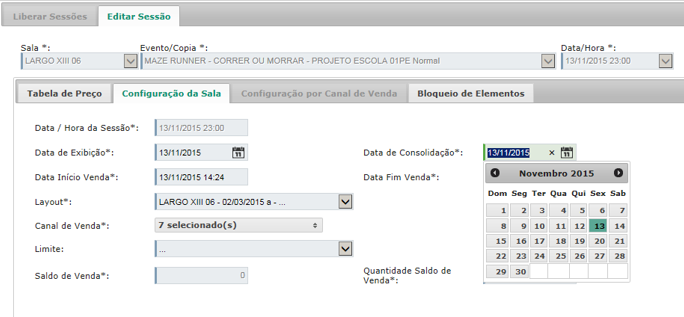 Liberar Sessões Editar Sessão
Sala *: Evento/Copia *: Data/Hora *:
LARGO XIII 06 MAZE RUNNER - CORRER OU MORRAR - PROJETO ESCOLA 01PE Normal 13/11/2015 23:00
Tabela de Preço Configuração da Sala Configuração por Canal de Venda Bloqueio de Elementos
Data / Hora da Sessão*: 13/11/2015 23:00
Data de Exibição*: 13/11/2015 Data de Consolidação*: 13/11/2015 ×
Data Início Venda*: 13/11/2015 14:24 Data Fim Venda*:
Novembro 2015
Dom Seg Ter Qua Qui Sex Sab
1 2 3 4 5 6 7
8 9 10 11 12 13 14
15 16 17 18 19 20 21
22 23 24 25 26 27 28
29 30
Layout*: LARGO XIII 06 - 02/03/2015 a - ...
Canal de Venda*: 7 selecionado(s)
Limite: ...
Saldo de Venda*: 0 Quantidade Saldo de
Venda*: